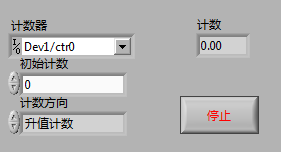 计数器
I/O Dev1/ctr0
初始计数
0
计数方向
升值计数
计数
0.00
停止